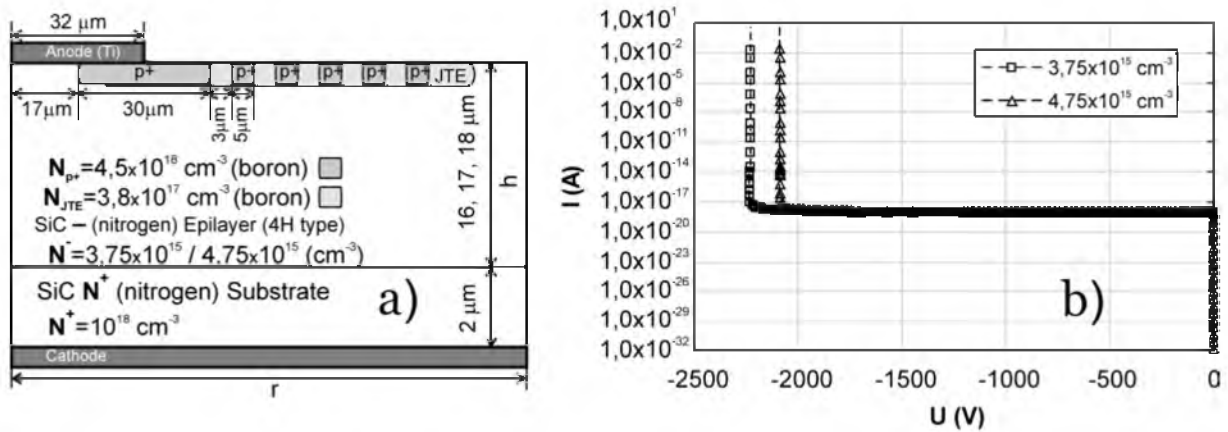 32 μm
Anode (Ti)
p+
p+
p+
p+
p+
p+
JTE
17μm
30μm
3μm
5μm
N_p+=4,5x10^18 cm^-3 (boron)
N_JTE=3,8x10^17 cm^-3 (boron)
SiC – (nitrogen) Epilayer (4H type)
N^-=3,75x10^15 / 4.75x10^15 (cm^-3)
16, 17, 18 μm
h
SiC N^+ (nitrogen) Substrate
N^+=10^18 cm^-3
a)
2 μm
Cathode
r
I (A)
1,0x10^1
1,0x10^-2
1,0x10^-5
1,0x10^-8
1,0x10^-11
1,0x10^-14
1,0x10^-17
1,0x10^-20
1,0x10^-23
1,0x10^-26
1,0x10^-29
1,0x10^-32
3,75x10^15 cm^-3
4,75x10^15 cm^-3
b)
-2500
-2000
-1500
-1000
-500
0
U (V)